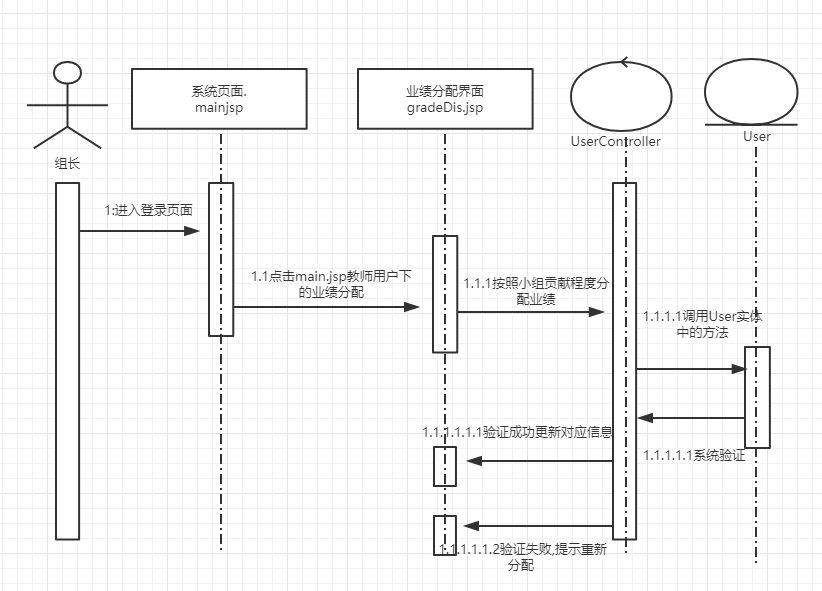 系统页面.
mainjsp
业绩分配界面
gradeDis.jsp
UserController
User
组长
1:进入登录页面
1.1点击main.jsp教师用户下
的业绩分配
1.1.1按照小组贡献程度分
配业绩
1.1.1.1调用User实体
中的方法
1.1.1.1.1.1验证成功更新对应信息
1.1.1.1.1系统验证
1.1.1.1.1.2验证失败,提示重新
分配